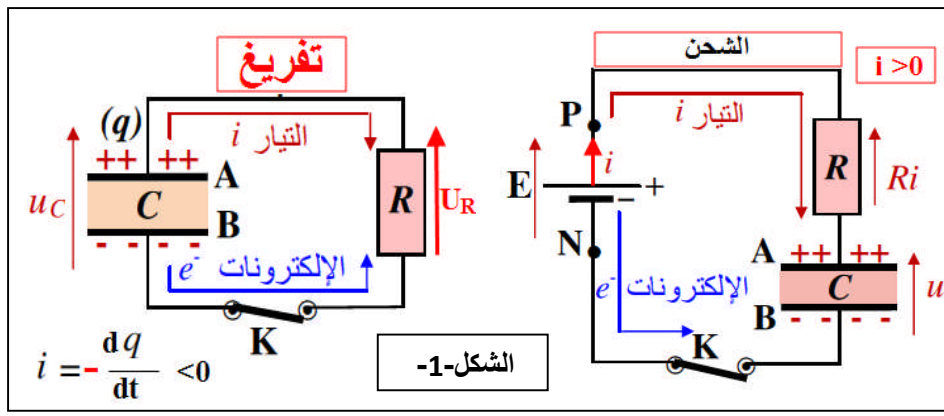 الشحن
i >0
تفريغ
P
i التيار
i
E
+
-
N
e⁻ الإلكترونات
R
Ri
A
++ ++
C
B
- - - -
u
K
(q)
i التيار
++ ++
A
u_C
C
B
- - - -
R
U_R
e⁻ الإلكترونات
K
i = - dq/dt <0
الشكل-1-